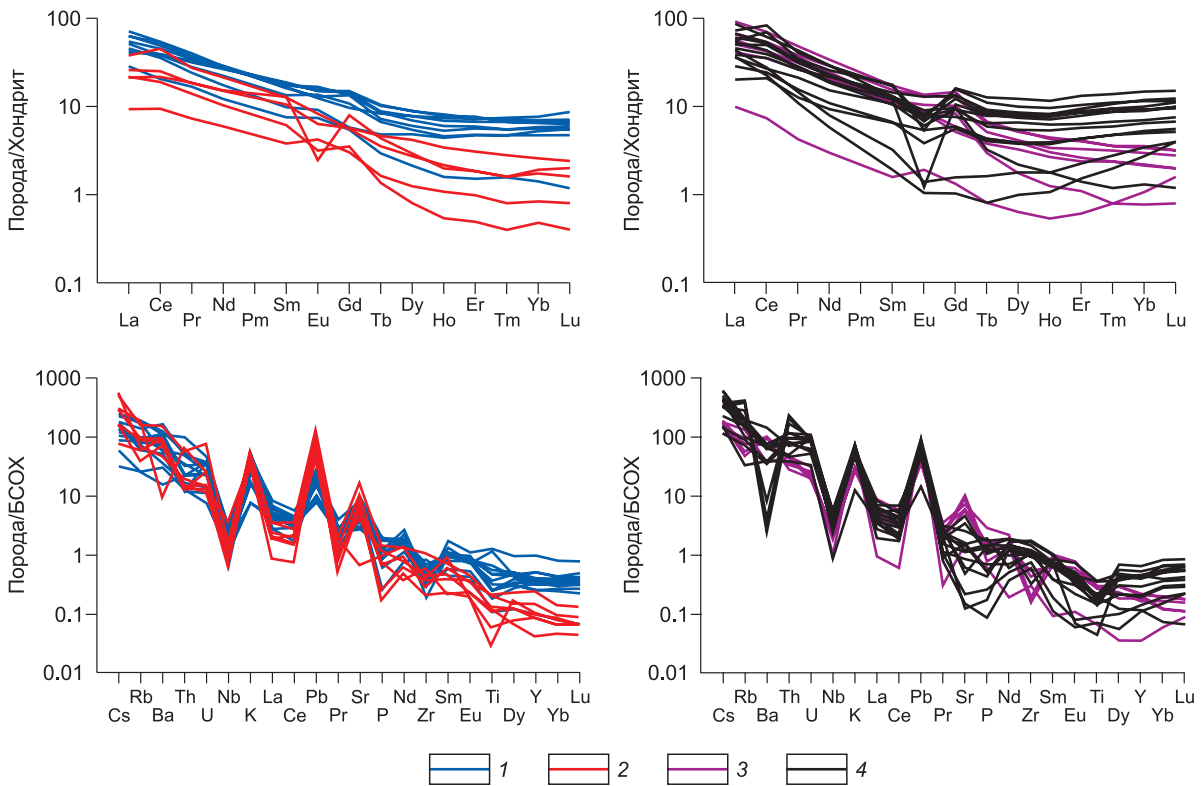 100
10
1
0.1
Порода/Хондрит
Ce Nd Sm Gd Dy Er Yb
La Pr Pm Eu Tb Ho Tm Lu
100
10
1
0.1
Порода/Хондрит
Ce Nd Sm Gd Dy Er Yb
La Pr Pm Eu Tb Ho Tm Lu
1000
100
10
1
0.1
0.01
Порода/БСОХ
Rb Th Nb La Pb Sr Nd Sm Ti Y Lu
Cs Ba U K Ce Pr P Zr Eu Dy Yb
1000
100
10
1
0.1
0.01
Порода/БСОХ
Rb Th Nb La Pb Sr Nd Sm Ti Y Lu
Cs Ba U K Ce Pr P Zr Eu Dy Yb
1 2 3 4